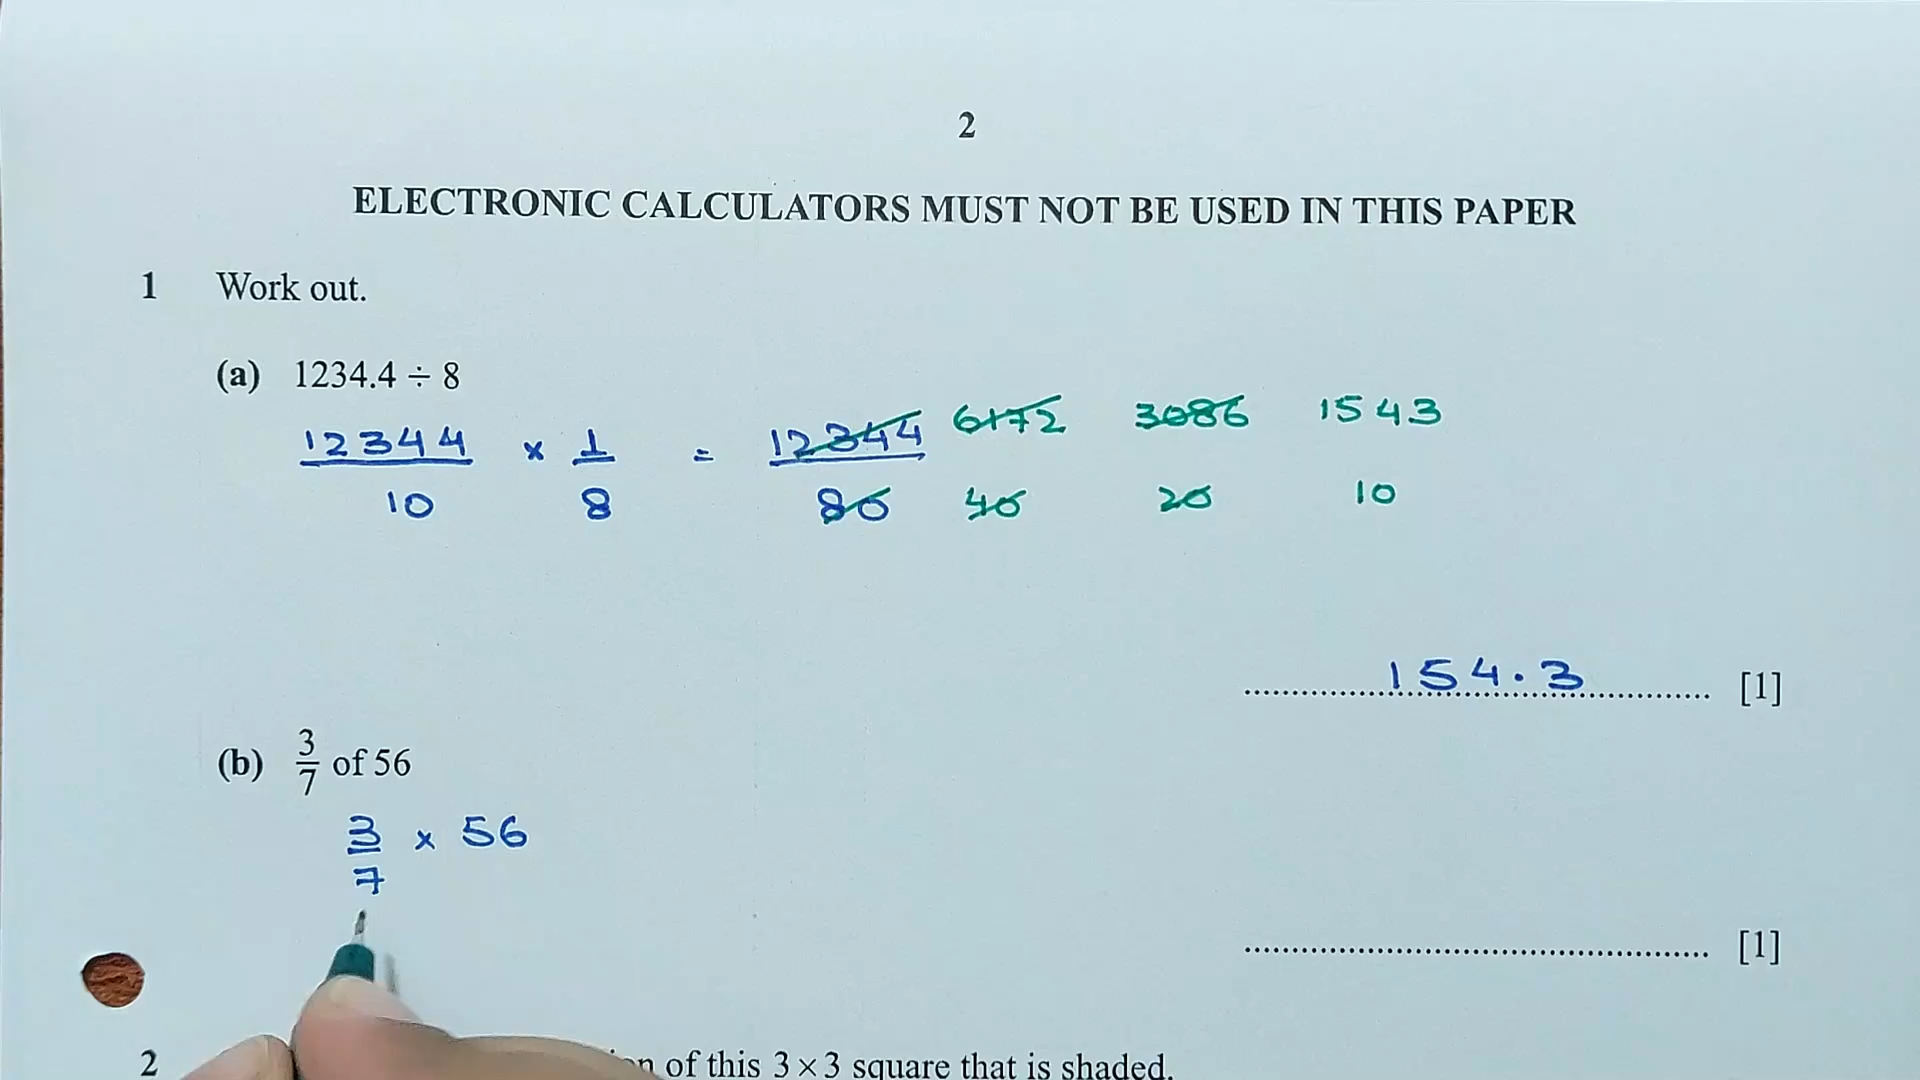 2
ELECTRONIC CALCULATORS MUST NOT BE USED IN THIS PAPER
1 Work out.
(a) 1234.4 ÷ 8
12344/10 × 1/8 = 12344/80 6172/40 3086/20 1543/10
154.3 [1]
(b) 3/7 of 56
3/7 × 56
[1]
2 of this 3 × 3 square that is shaded.